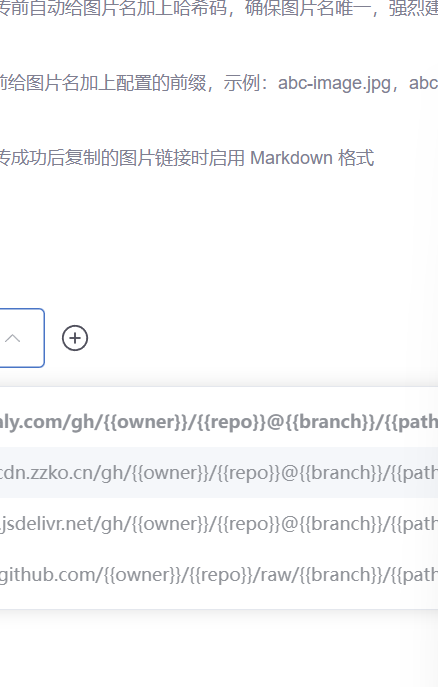 传前自动给图片名加上哈希码，确保图片名唯一，强烈建
前给图片名加上配置的前缀，示例：abc-image.jpg，abc
传成功后复制的图片链接时启用 Markdown 格式
nly.com/gh/{{owner}}/{{repo}}@{{branch}}/{{path
cdn.zzko.cn/gh/{{owner}}/{{repo}}@{{branch}}/{{path
.jsdelivr.net/gh/{{owner}}/{{repo}}@{{branch}}/{{path
github.com/{{owner}}/{{repo}}/raw/{{branch}}/{{path